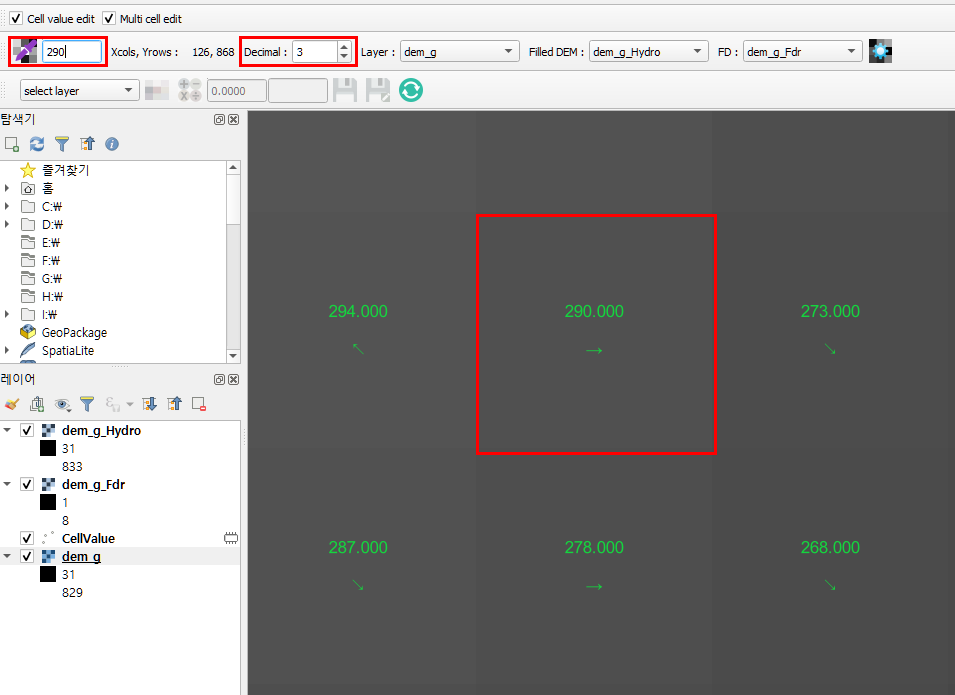 Cell value edit Multi cell edit
290 Xcols, Yrows : 126, 868 Decimal : 3 Layer : dem_g Filled DEM : dem_g_Hydro FD : dem_g_Fdr
select layer 0.0000
탐색기
즐겨찾기
홈
C:₩
D:₩
E:₩
F:₩
G:₩
H:₩
I:₩
GeoPackage
SpatiaLite
레이어
dem_g_Hydro
31
833
dem_g_Fdr
1
8
CellValue
dem_g
31
829
294.000 290.000 273.000
287.000 278.000 268.000